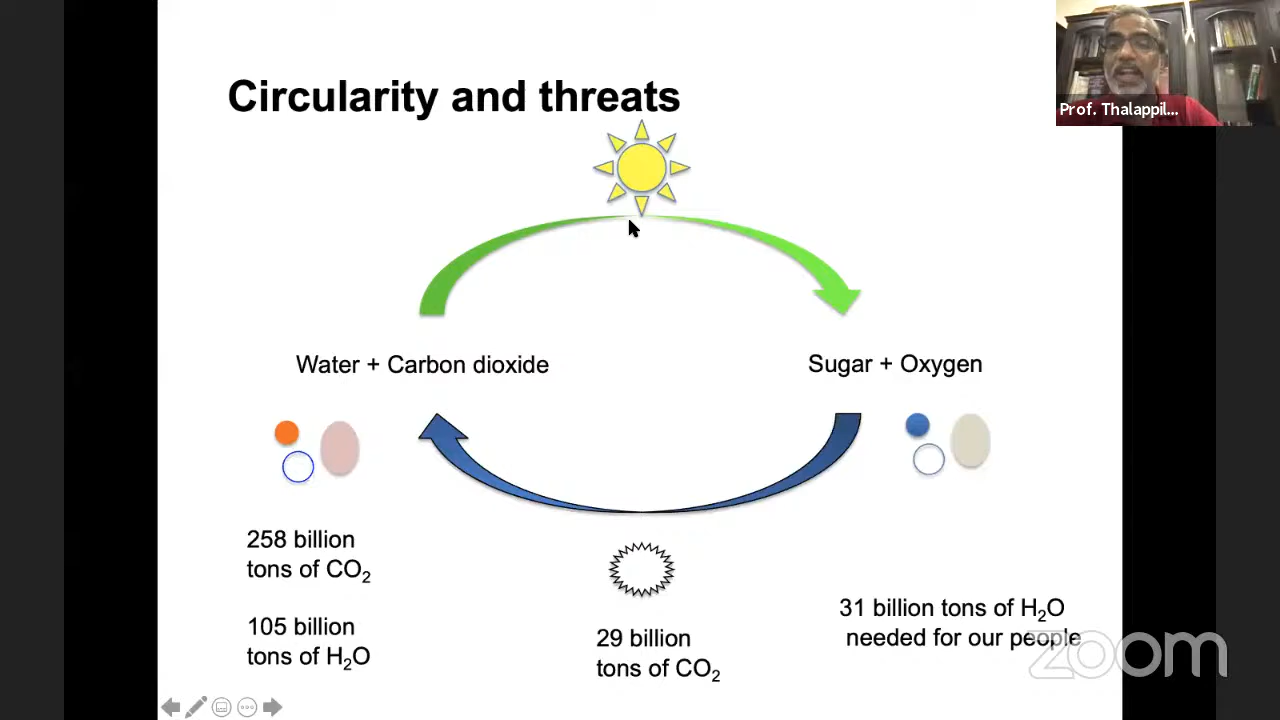 Circularity and threats
Prof. Thalappil...
Water + Carbon dioxide
Sugar + Oxygen
258 billion
tons of CO₂
105 billion
tons of H₂O
29 billion
tons of CO₂
31 billion tons of H₂O
needed for our people
zoom